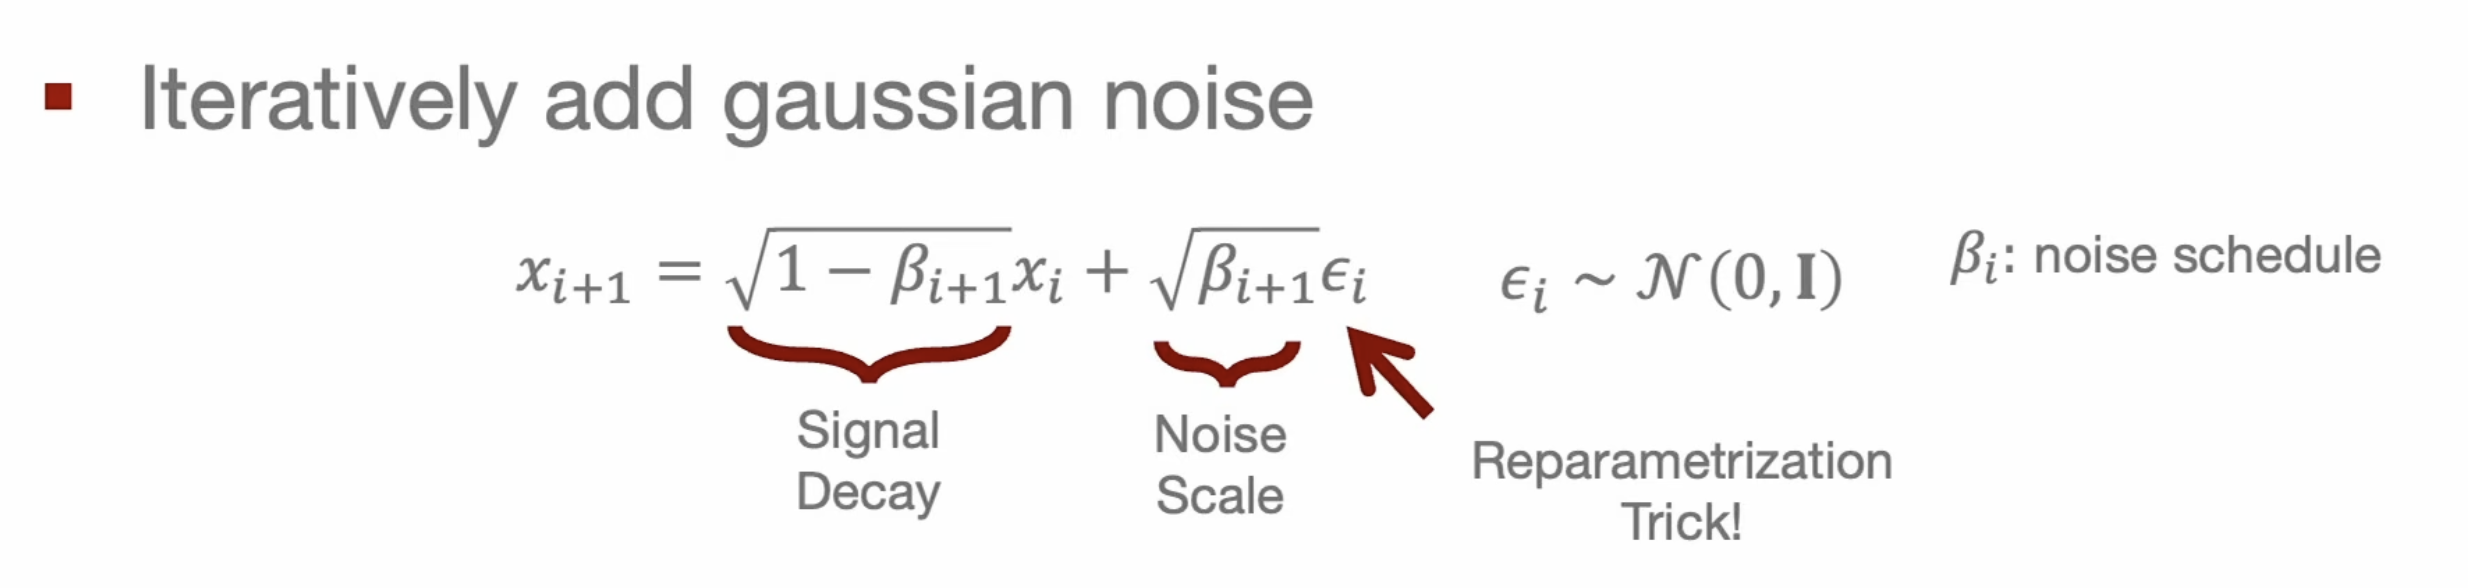 ▪ Iteratively add gaussian noise
x_{i+1} = √(1 − β_{i+1}) x_i + √(β_{i+1}) ϵ_i    ϵ_i ~ 𝒩(0, I)    β_i: noise schedule
Signal
Decay
Noise
Scale
Reparametrization
Trick!